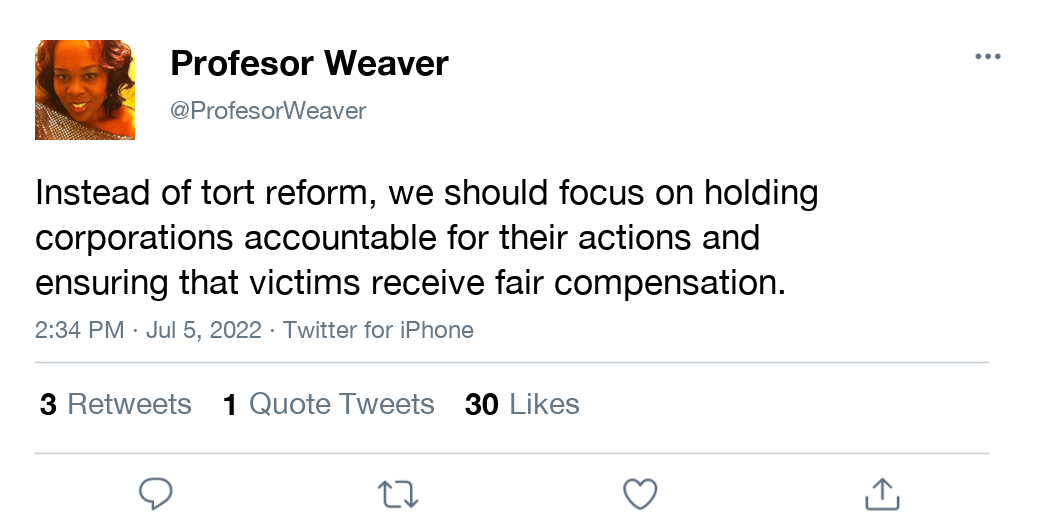 Profesor Weaver
@ProfesorWeaver
Instead of tort reform, we should focus on holding
corporations accountable for their actions and
ensuring that victims receive fair compensation.
2:34 PM · Jul 5, 2022 · Twitter for iPhone
3 Retweets 1 Quote Tweets 30 Likes